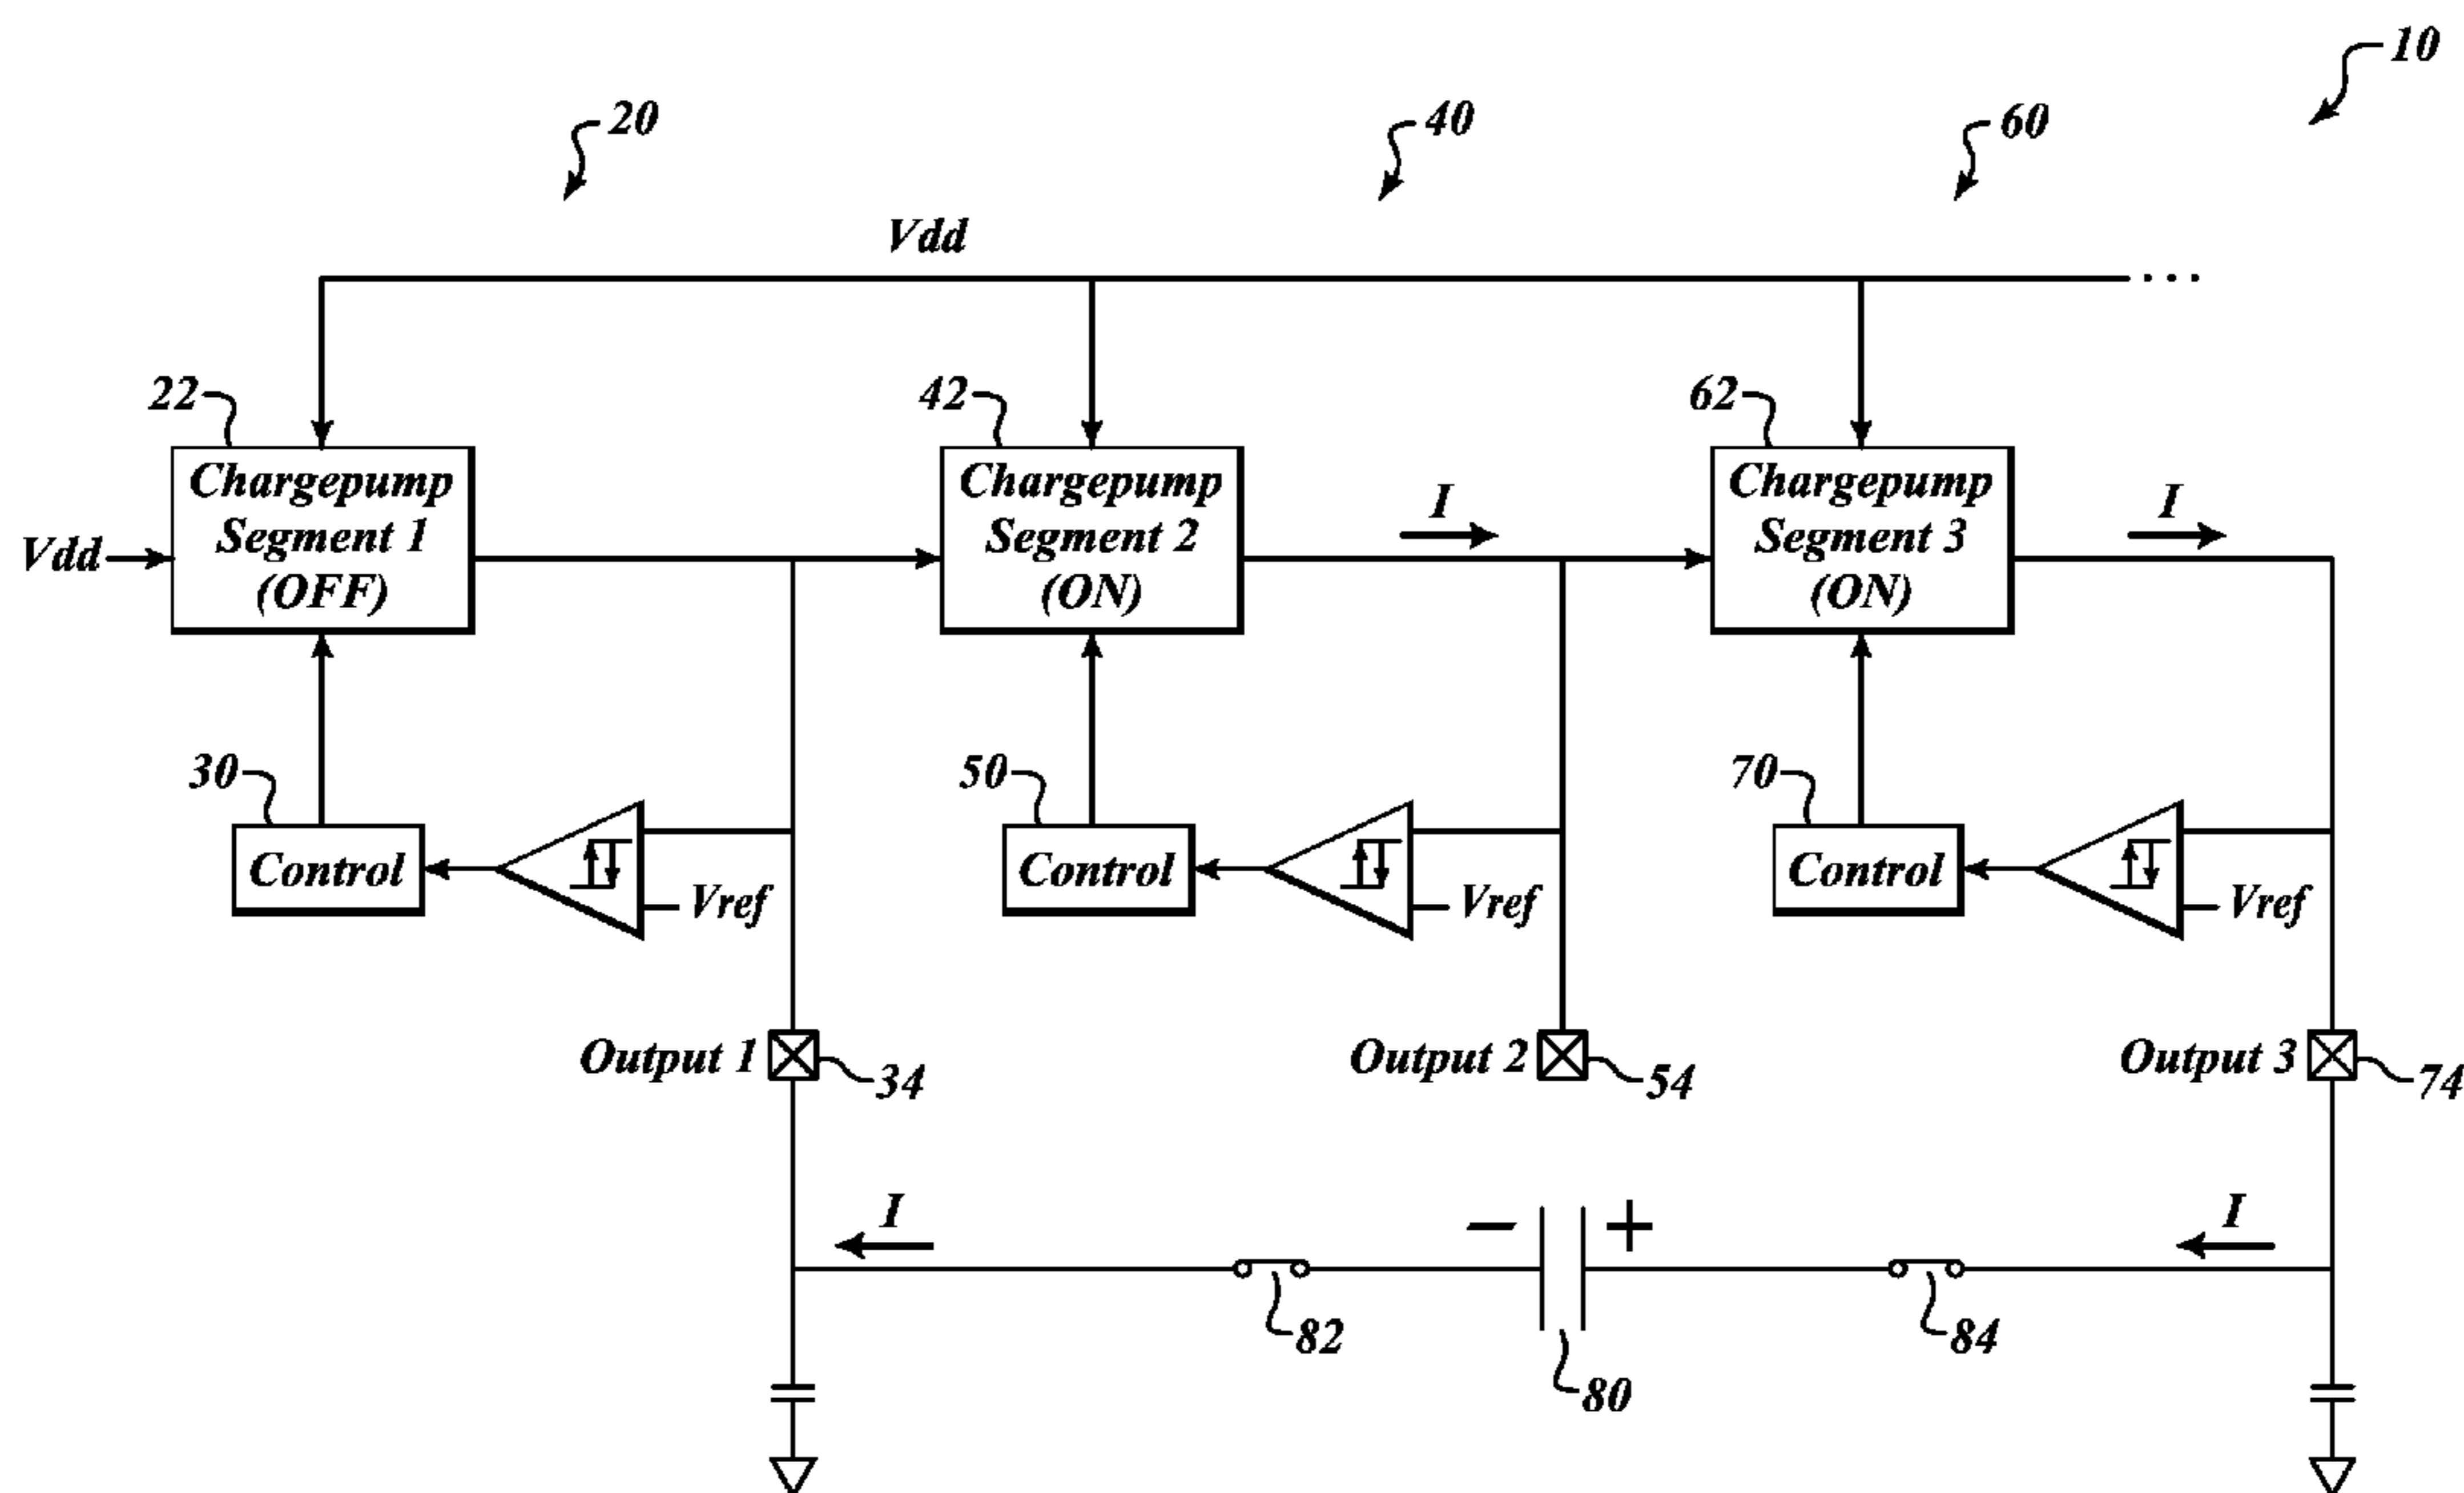 10
20
40
60
Vdd
22
42
62
Chargepump
Segment 1
(OFF)
Chargepump
Segment 2
(ON)
Chargepump
Segment 3
(ON)
Vdd
I
I
30
50
70
Control
Vref
Control
Vref
Control
Vref
Output 1
34
Output 2
54
Output 3
74
I
− +
I
82
80
84